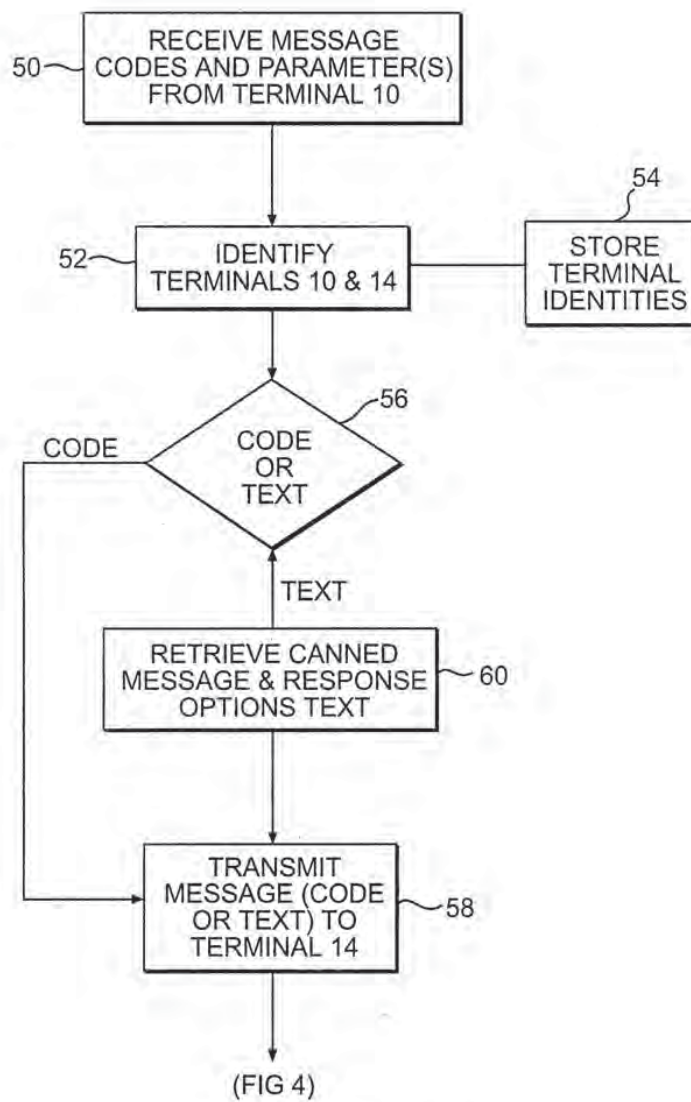 50
RECEIVE MESSAGE
CODES AND PARAMETER(S)
FROM TERMINAL 10
52
IDENTIFY
TERMINALS 10 & 14
54
STORE
TERMINAL
IDENTITIES
56
CODE
CODE
OR
TEXT
TEXT
RETRIEVE CANNED
MESSAGE & RESPONSE
OPTIONS TEXT
60
TRANSMIT
MESSAGE (CODE
OR TEXT) TO
TERMINAL 14
58
(FIG 4)